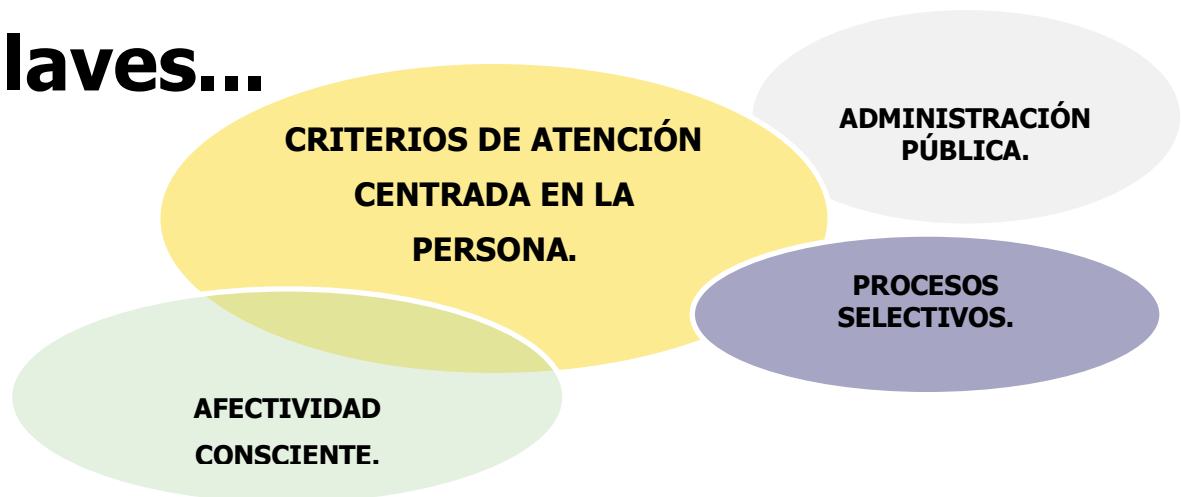 laves...
CRITERIOS DE ATENCIÓN
CENTRADA EN LA
PERSONA.
ADMINISTRACIÓN
PÚBLICA.
PROCESOS
SELECTIVOS.
AFECTIVIDAD
CONSCIENTE.